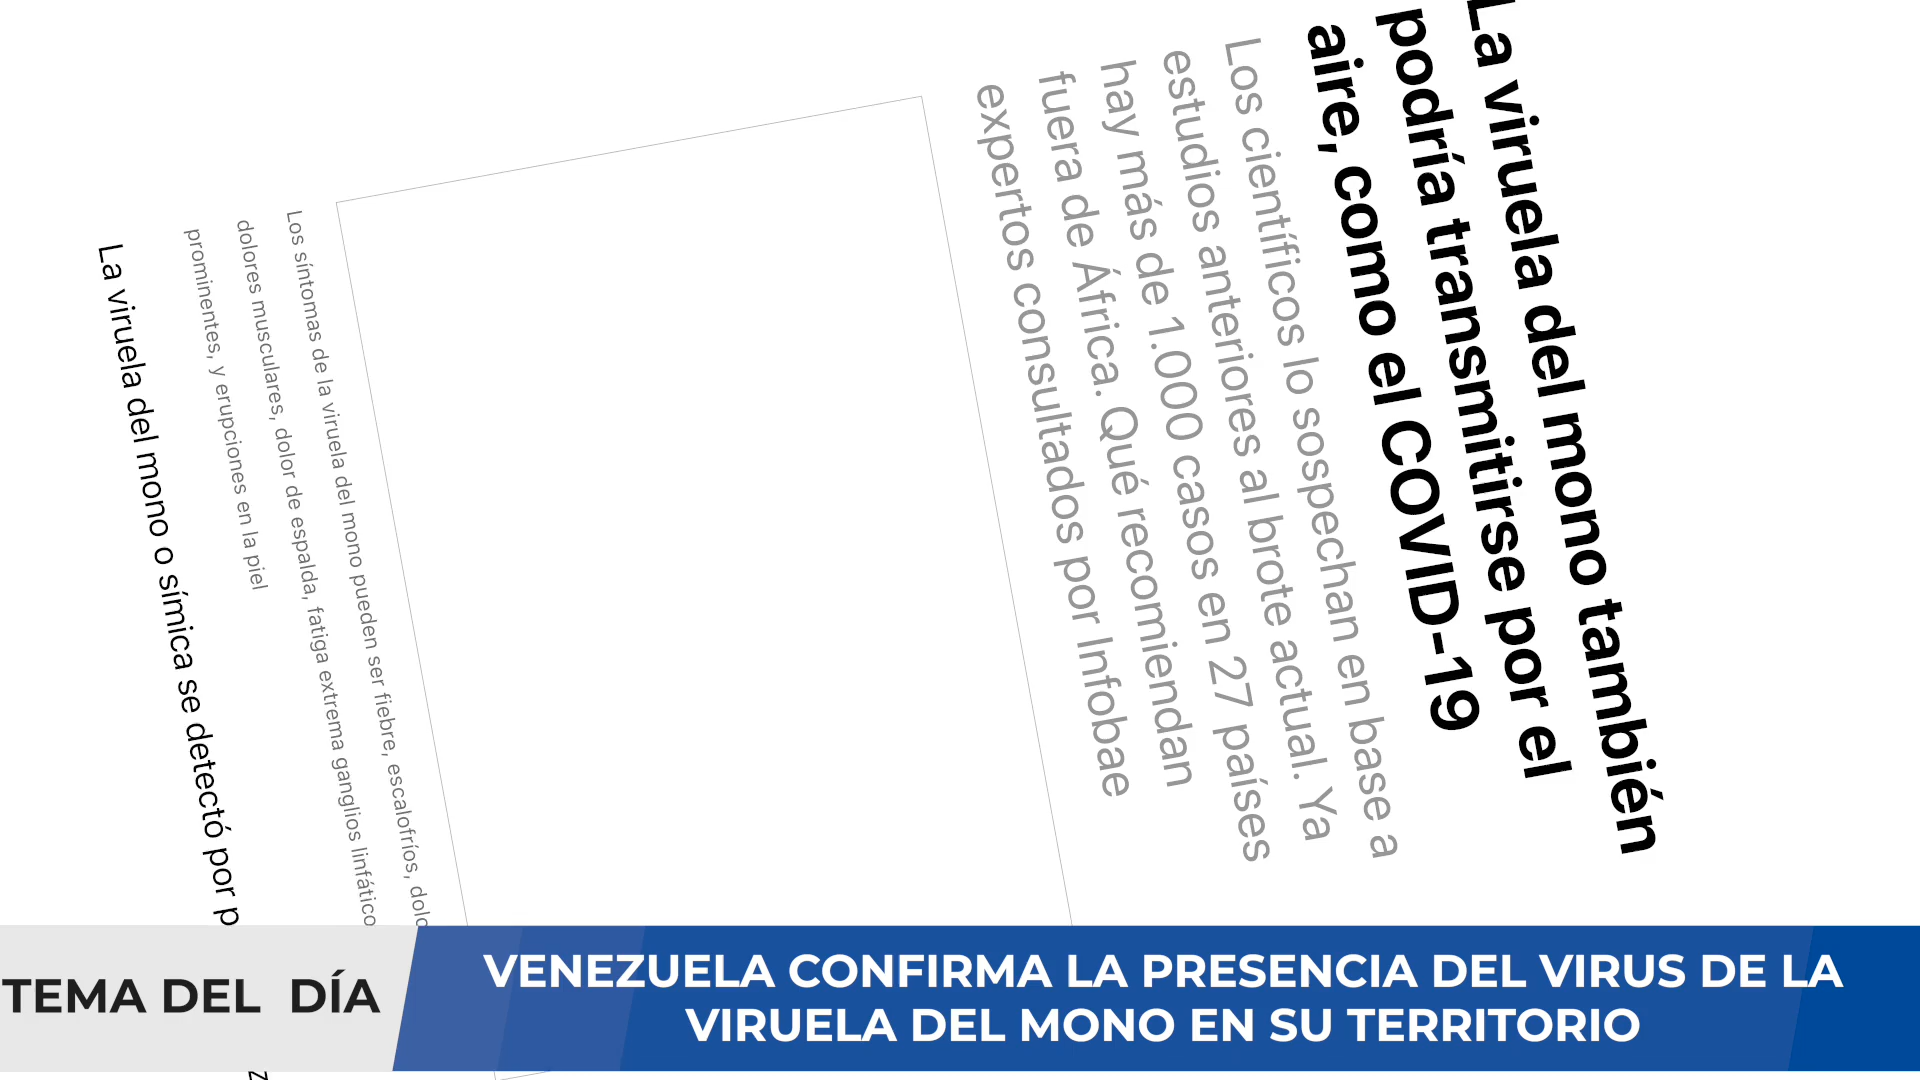 La viruela del mono también
podría transmitirse por el
aire, como el COVID-19
Los científicos lo sospechan en base a
estudios anteriores al brote actual. Ya
hay más de 1.000 casos en 27 países
fuera de África. Qué recomiendan
expertos consultados por Infobae
Los síntomas de la viruela del mono pueden ser fiebre, escalofríos,
dolores musculares, dolor de espalda, fatiga extrema ganglios linfático
prominentes, y erupciones en la piel
La viruela del mono o símica se detectó por p
TEMA DEL DÍA
VENEZUELA CONFIRMA LA PRESENCIA DEL VIRUS DE LA
VIRUELA DEL MONO EN SU TERRITORIO